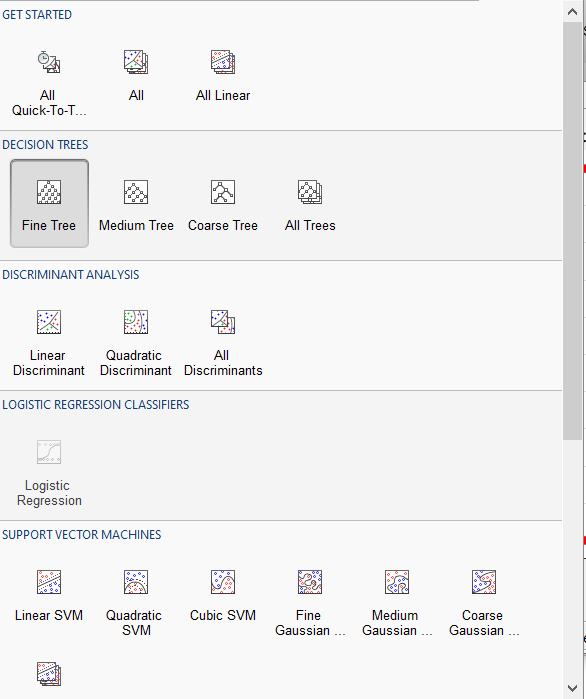 GET STARTED
All
Quick-To-T...
All
All Linear
DECISION TREES
Fine Tree
Medium Tree
Coarse Tree
All Trees
DISCRIMINANT ANALYSIS
Linear
Discriminant
Quadratic
Discriminant
All
Discriminants
LOGISTIC REGRESSION CLASSIFIERS
Logistic
Regression
SUPPORT VECTOR MACHINES
Linear SVM
Quadratic
SVM
Cubic SVM
Fine
Gaussian ...
Medium
Gaussian ...
Coarse
Gaussian ...